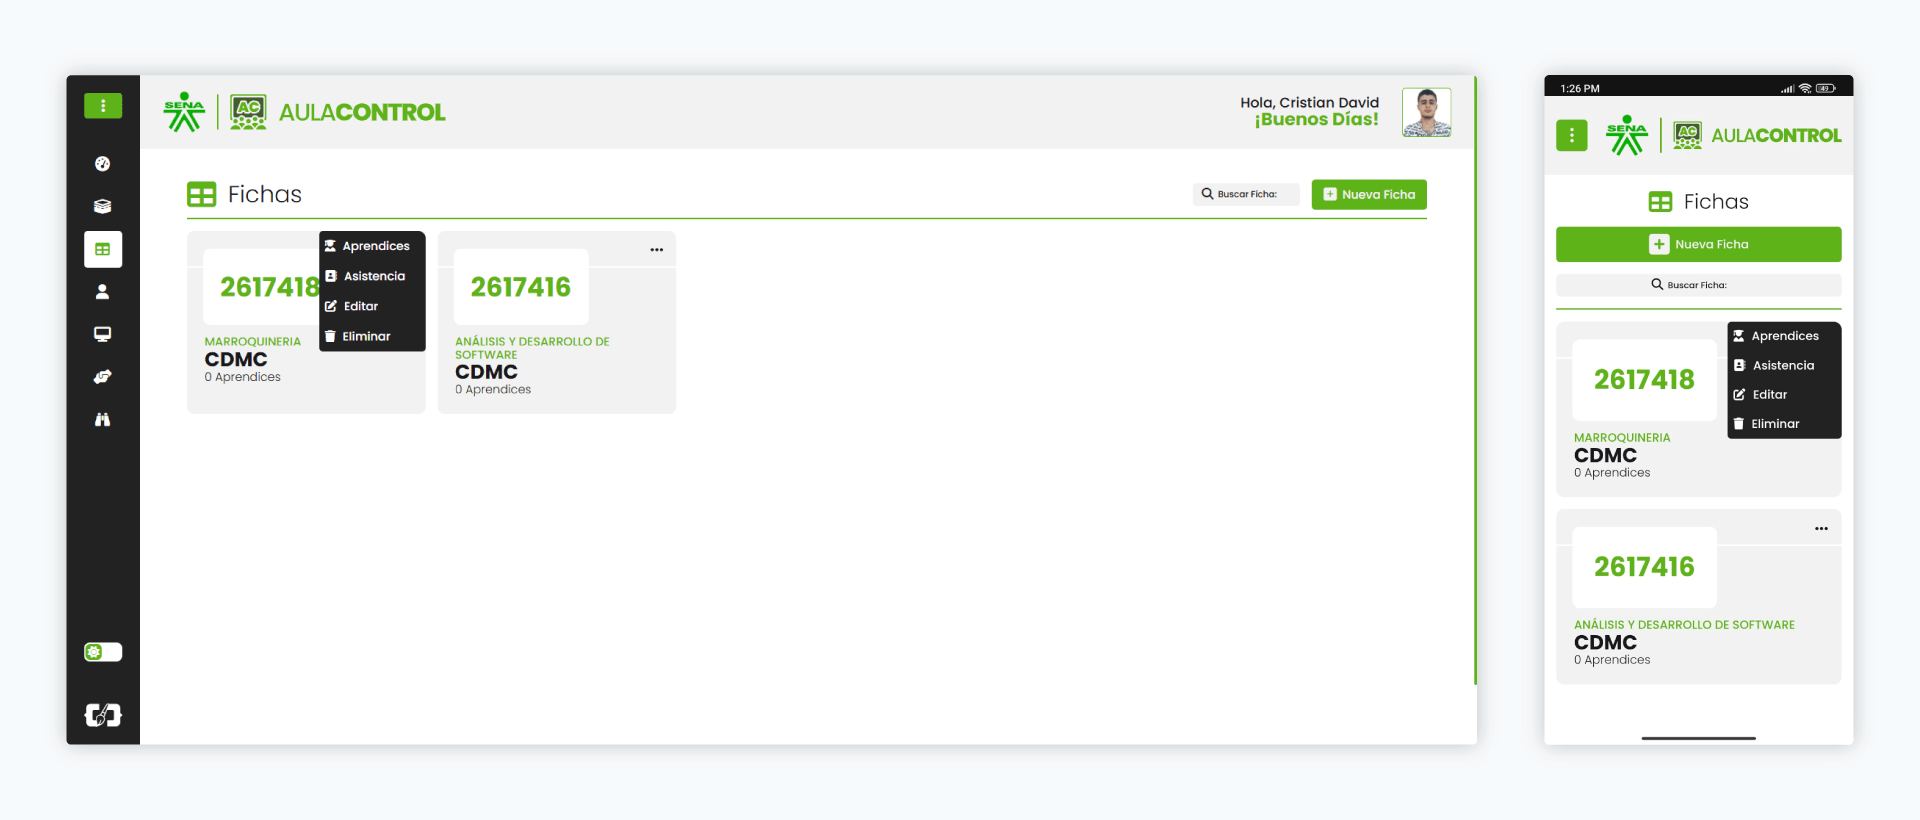 SENA
AC
AULACONTROL
Hola, Cristian David
¡Buenos Días!
Fichas
Buscar Ficha:
Nueva Ficha
2617418
Aprendices
Asistencia
Editar
Eliminar
MARROQUINERIA
CDMC
0 Aprendices
2617416
ANÁLISIS Y DESARROLLO DE
SOFTWARE
CDMC
0 Aprendices
1:26 PM
49
SENA
AC
AULACONTROL
Fichas
Nueva Ficha
Buscar Ficha:
2617418
Aprendices
Asistencia
Editar
Eliminar
MARROQUINERIA
CDMC
0 Aprendices
2617416
ANÁLISIS Y DESARROLLO DE SOFTWARE
CDMC
0 Aprendices